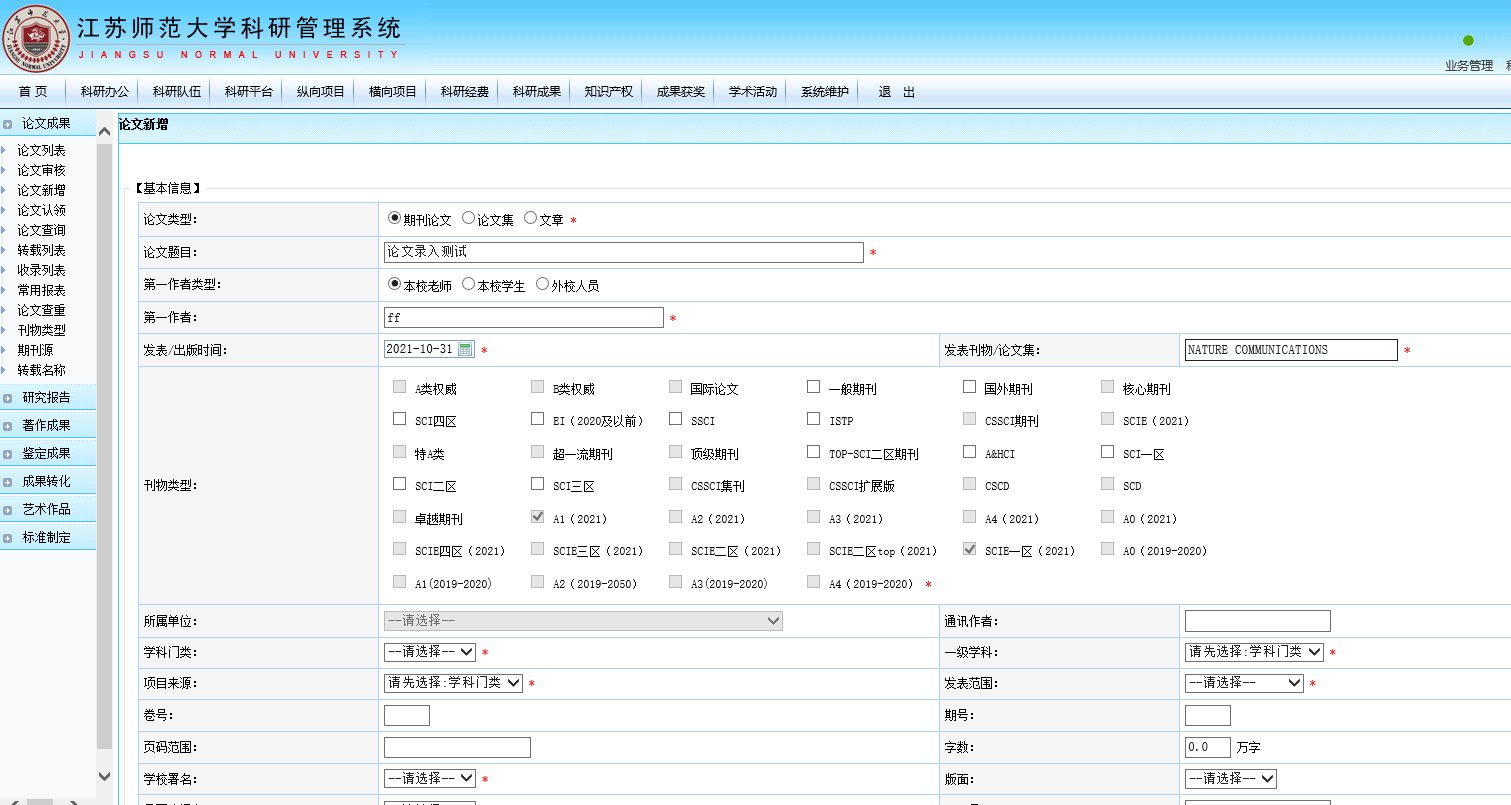 江苏师范大学科研管理系统
JIANGSU NORMAL UNIVERSITY
业务管理
首 页 科研办公 科研队伍 科研平台 纵向项目 横向项目 科研经费 科研成果 知识产权 成果获奖 学术活动 系统维护 退 出
论文成果
论文列表
论文审核
论文新增
论文认领
论文查询
转载列表
收录列表
常用报表
论文查重
刊物类型
期刊源
转载名称
研究报告
著作成果
鉴定成果
成果转化
艺术作品
标准制定
论文新增
【基本信息】
论文类型: 期刊论文 论文集 文章 *
论文题目: 论文录入测试 *
第一作者类型: 本校老师 本校学生 外校人员
第一作者: ff *
发表/出版时间: 2021-10-31 * 发表刊物/论文集: NATURE COMMUNICATIONS *
刊物类型:
A类权威 B类权威 国际论文 一般期刊 国外期刊 核心期刊
SCI四区 EI（2020及以前） SSCI ISTP CSSCI期刊 SCIE（2021）
特A类 超一流期刊 顶级期刊 TOP-SCI二区期刊 A&HCI SCI一区
SCI二区 SCI三区 CSSCI集刊 CSSCI扩展版 CSCD SCD
卓越期刊 A1（2021） A2（2021） A3（2021） A4（2021） A0（2021）
SCIE四区（2021） SCIE三区（2021） SCIE二区（2021） SCIE二区top（2021） SCIE一区（2021） A0（2019-2020）
A1(2019-2020) A2（2019-2050） A3(2019-2020) A4（2019-2020） *
所属单位: --请选择-- 通讯作者:
学科门类: --请选择-- * 一级学科: 请先选择:学科门类 *
项目来源: 请先选择:学科门类 * 发表范围: --请选择-- *
卷号: 期号:
页码范围: 字数: 0.0 万字
学校署名: --请选择-- * 版面: --请选择--